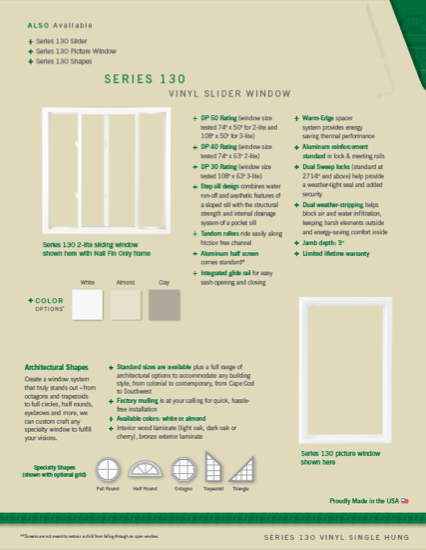 ALSO Available
+ Series 130 Slider
+ Series 130 Picture Window
+ Series 130 Shapes
SERIES 130
VINYL SLIDER WINDOW
+ DP 50 Rating (window size
tested 74" x 50" for 2-lite and
108" x 50" for 3-lite)
+ DP 40 Rating (window size
tested 74" x 63" 2-lite)
+ DP 30 Rating (window size
tested 108" x 63" 3-lite)
+ Step sill design combines water
run-off and aesthetic features of
a sloped sill with the structural
strength and internal drainage
system of a pocket sill
+ Tandem rollers ride easily along
friction free channel
+ Aluminum half screen
comes standard**
+ Integrated glide rail for easy
sash opening and closing
+ Warm-Edge spacer
system provides energy
saving thermal performance
+ Aluminum reinforcement
standard in lock & meeting rails
+ Dual Sweep locks (standard at
and above) help provide
a weather-tight seal and added
security
+ Dual weather-stripping helps
block air and water infiltration,
keeping harsh elements outside
and energy-saving comfort inside
+ Jamb depth: 3"
+ Limited lifetime warranty
Series 130 2-lite sliding window
shown here with Nail Fin Only frame
+ COLOR
OPTIONS*
White Almond Clay
Architectural Shapes
Create a window system
that truly stands out – from
octagons and trapezoids
to full circles, half rounds,
eyebrows and more, we
can custom craft any
specialty window to fulfill
your visions.
+ Standard sizes are available plus a full range of
architectural options to accommodate any building
style, from colonial to contemporary, from Cape Cod
to Southwest
+ Factory mulling is at your calling for quick, hassle-
free installation
+ Available colors: white or almond
+ Interior wood laminate (light oak, dark oak or
cherry), bronze exterior laminate
Series 130 picture window
shown here
Specialty Shapes
(shown with optional grid)
Full Round Half Round Octagon Trapezoid Triangle
Proudly Made in the USA
**Screens are not meant to restrain a child from falling through an open window.
SERIES 130 VINYL SINGLE HUNG